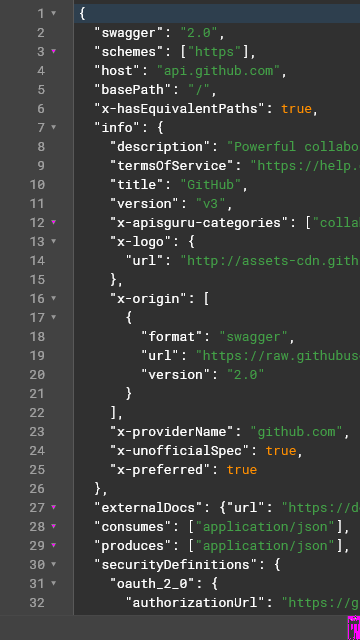 1 {
2 "swagger": "2.0",
3 "schemes": ["https"],
4 "host": "api.github.com",
5 "basePath": "/",
6 "x-hasEquivalentPaths": true,
7 "info": {
8 "description": "Powerful collabo
9 "termsOfService": "https://help.
10 "title": "GitHub",
11 "version": "v3",
12 "x-apisguru-categories": ["colla
13 "x-logo": {
14 "url": "http://assets-cdn.gith
15 },
16 "x-origin": [
17 {
18 "format": "swagger",
19 "url": "https://raw.githubus
20 "version": "2.0"
21 }
22 ],
23 "x-providerName": "github.com",
24 "x-unofficialSpec": true,
25 "x-preferred": true
26 },
27 "externalDocs": {"url": "https://d
28 "consumes": ["application/json"],
29 "produces": ["application/json"],
30 "securityDefinitions": {
31 "oauth_2_0": {
32 "authorizationUrl": "https://g